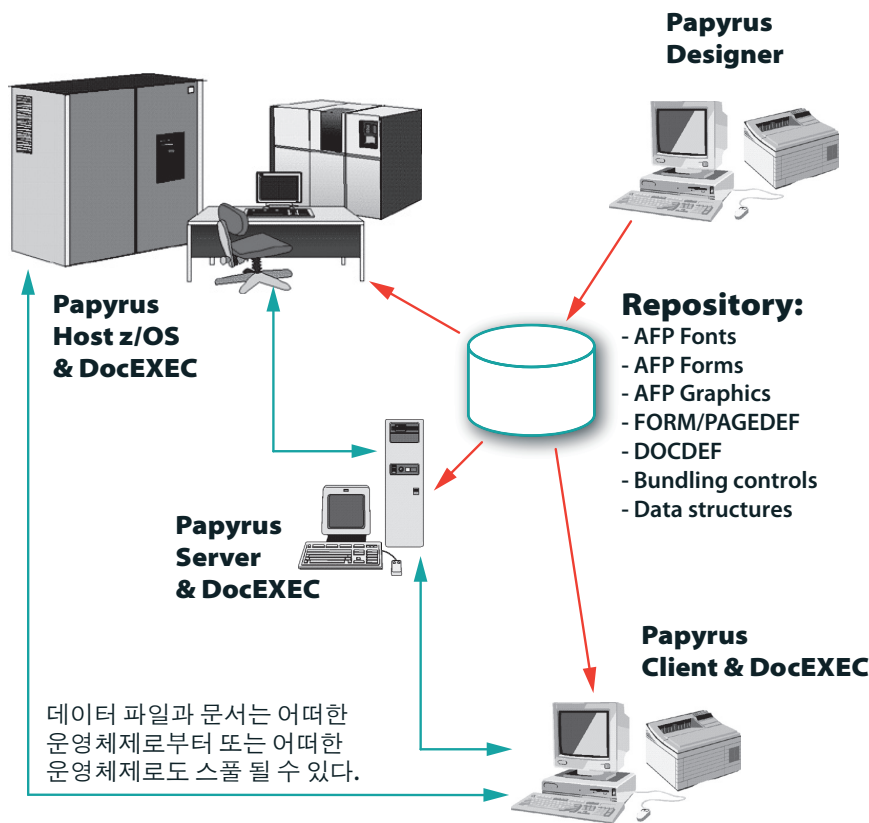 Papyrus
Designer
Papyrus
Host z/OS
& DocEXEC
Repository:
- AFP Fonts
- AFP Forms
- AFP Graphics
- FORM/PAGEDEF
- DOCDEF
- Bundling controls
- Data structures
Papyrus
Server
& DocEXEC
Papyrus
Client & DocEXEC
데이터 파일과 문서는 어떠한
운영체제로부터 또는 어떠한
운영체제로도 스풀 될 수 있다.